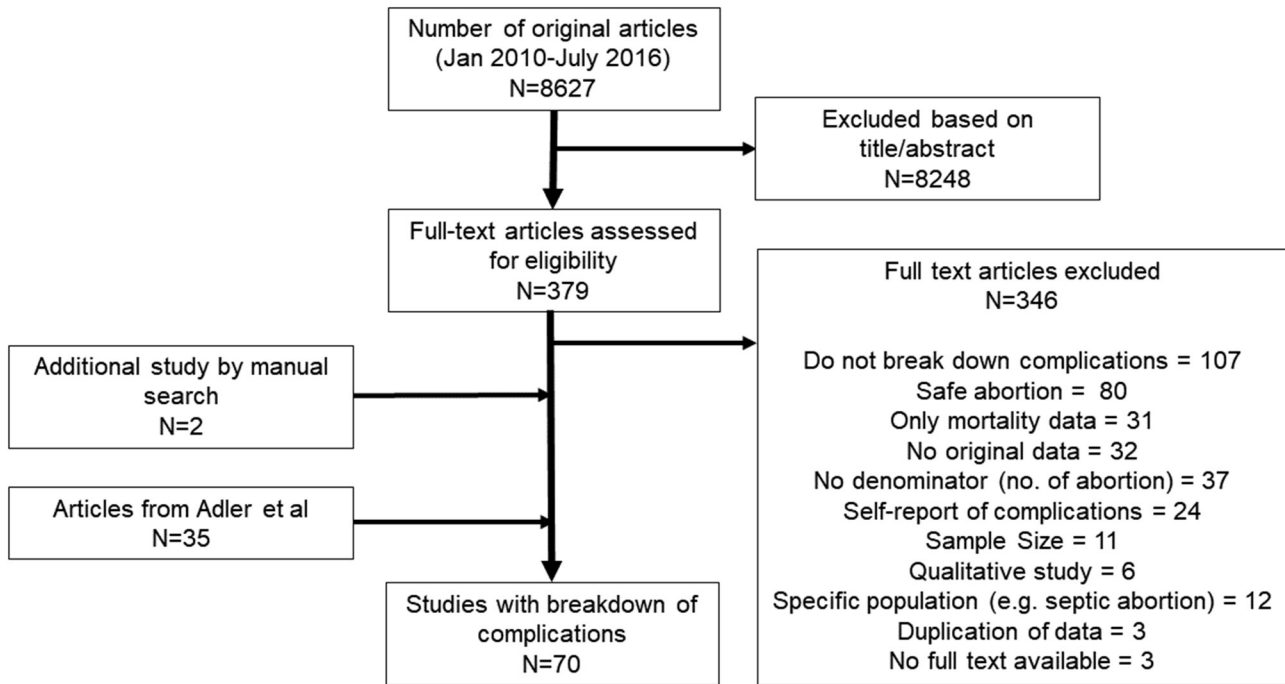 Number of original articles
(Jan 2010-July 2016)
N=8627
Excluded based on
title/abstract
N=8248
Full-text articles assessed
for eligibility
N=379
Full text articles excluded
N=346
Do not break down complications = 107
Safe abortion = 80
Only mortality data = 31
No original data = 32
No denominator (no. of abortion) = 37
Self-report of complications = 24
Sample Size = 11
Qualitative study = 6
Specific population (e.g. septic abortion) = 12
Duplication of data = 3
No full text available = 3
Additional study by manual
search
N=2
Articles from Adler et al
N=35
Studies with breakdown of
complications
N=70